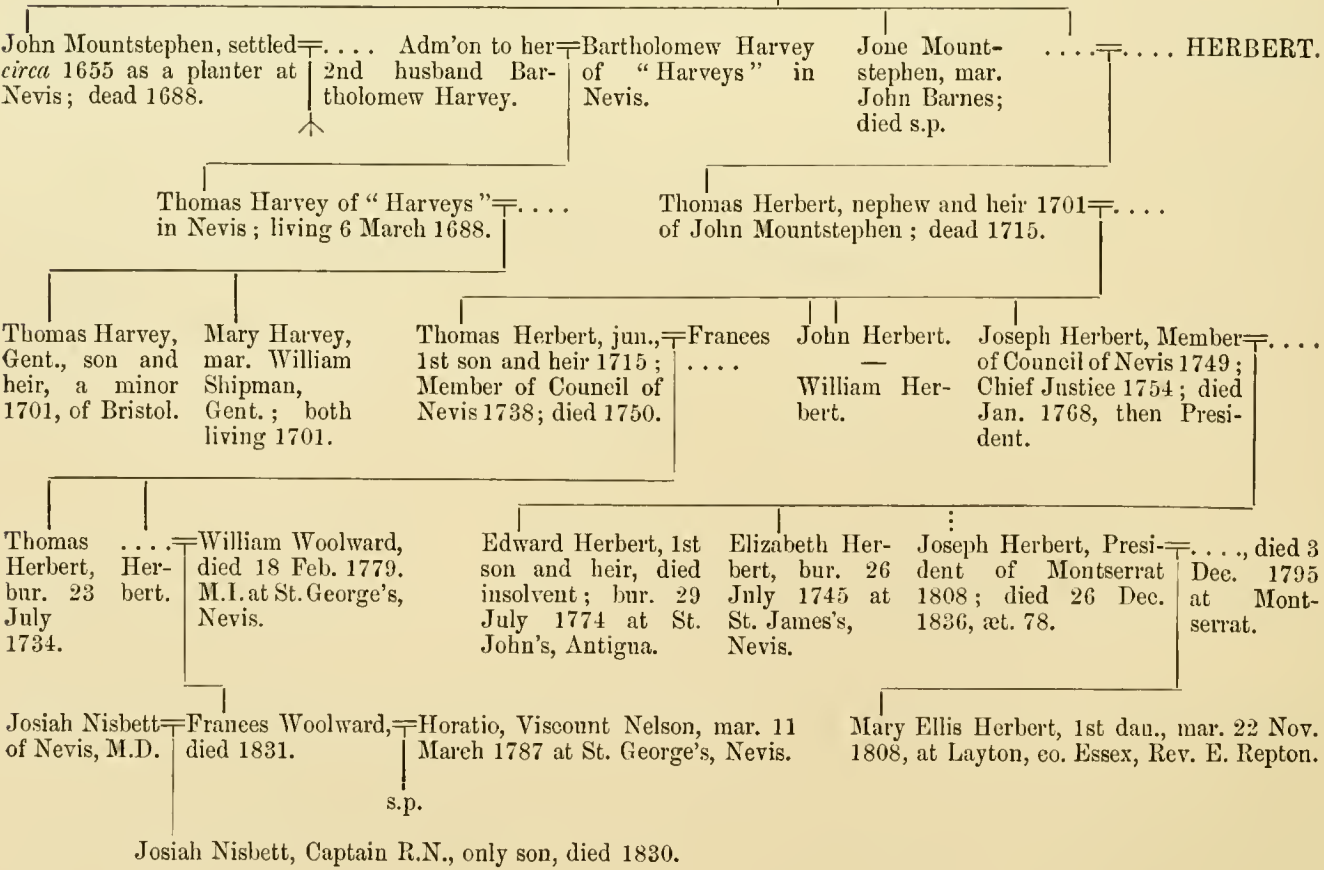 John Mountstephen, settled=. . . .
circa 1655 as a planter at
Nevis; dead 1688.
Adm'on to her=
2nd husband Bar-
tholomew Harvey.
Bartholomew Harvey
of “Harveys” in
Nevis.
Jone Mount-
stephen, mar.
John Barnes;
died s.p.
. . . .=. . . . HERBERT.
Thomas Harvey of “Harveys”=. . . .
in Nevis; living 6 March 1688.
Thomas Herbert, nephew and heir 1701=. . . .
of John Mountstephen; dead 1715.
Thomas Harvey,
Gent., son and
heir, a minor
1701, of Bristol.
Mary Harvey,
mar. William
Shipman,
Gent.; both
living 1701.
Thomas Herbert, jun.,=
1st son and heir 1715;
Member of Council of
Nevis 1738; died 1750.
Frances
. . . .
John Herbert.
—
William Her-
bert.
Joseph Herbert, Member=. . . .
of Council of Nevis 1749;
Chief Justice 1754; died
Jan. 1768, then Presi-
dent.
Thomas
Herbert,
bur. 23
July
1734.
. . . .=
Her-
bert.
William Woolward,
died 18 Feb. 1779.
M.I. at St. George's,
Nevis.
Edward Herbert, 1st
son and heir, died
insolvent; bur. 29
July 1774 at St.
John's, Antigua.
Elizabeth Her-
bert, bur. 26
July 1745 at
St. James's,
Nevis.
Joseph Herbert, Presi-=
dent of Montserrat
1808; died 26 Dec.
1836, æt. 78.
. . . ., died 3
Dec. 1795
at Mont-
serrat.
Josiah Nisbett=
of Nevis, M.D.
Frances Woolward,=
died 1831.
Horatio, Viscount Nelson, mar. 11
March 1787 at St. George's, Nevis.
Mary Ellis Herbert, 1st dau., mar. 22 Nov.
1808, at Layton, co. Essex, Rev. E. Repton.
s.p.
Josiah Nisbett, Captain R.N., only son, died 1830.